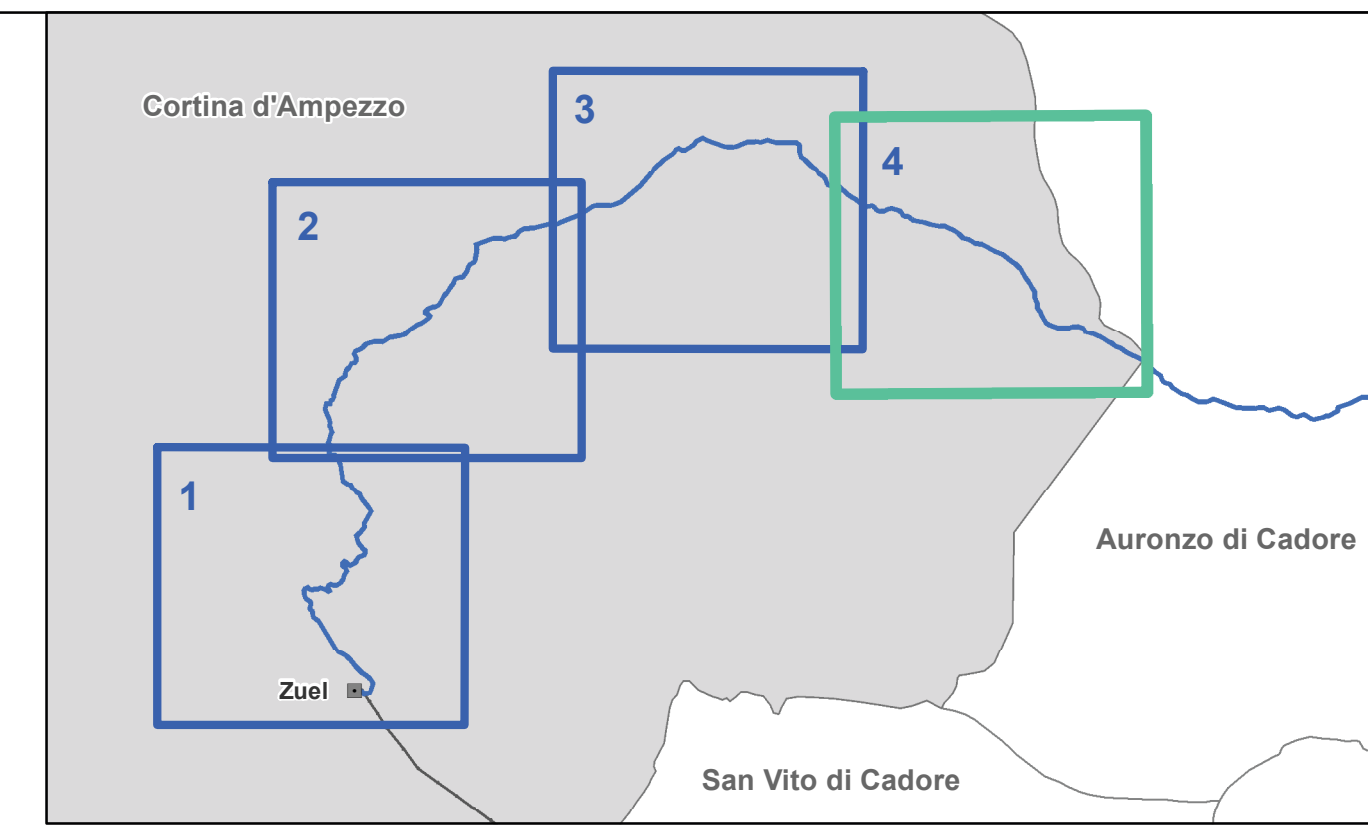 Cortina d'Ampezzo
3
4
2
1
Auronzo di Cadore
Zuel
San Vito di Cadore